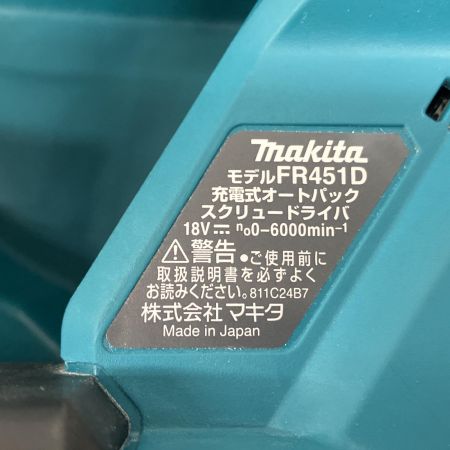 makita
モデルFR451D
充電式オートパック
スクリュードライバ
18V⎓ n₀0-6000min⁻¹
⚠警告 ●ご使用前に
取扱説明書を必ずよく
お読みください。811C24B7
株式会社 マキタ
Made in Japan